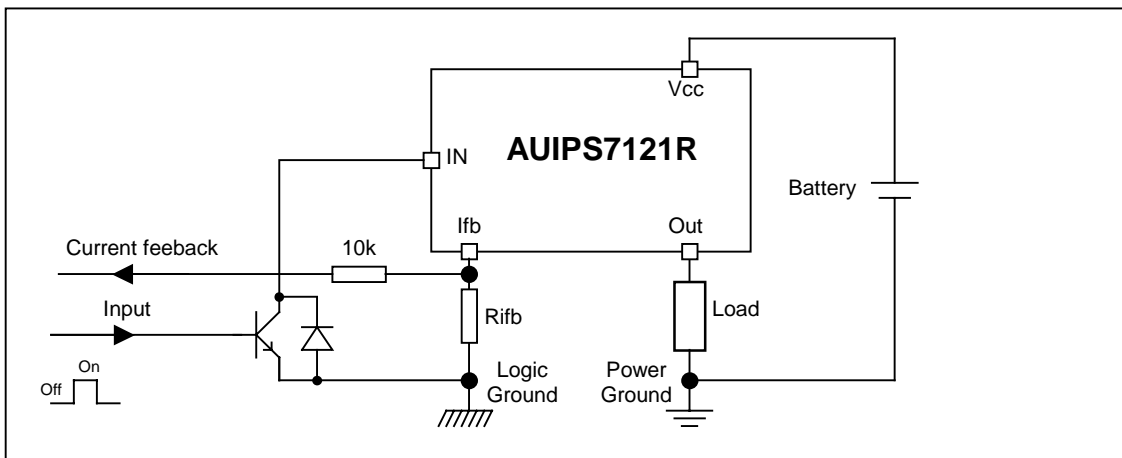 Vcc
AUIPS7121R
IN
Battery
Ifb
Out
Current feeback
10k
Input
Rifb
Load
On
Off
Logic
Ground
Power
Ground